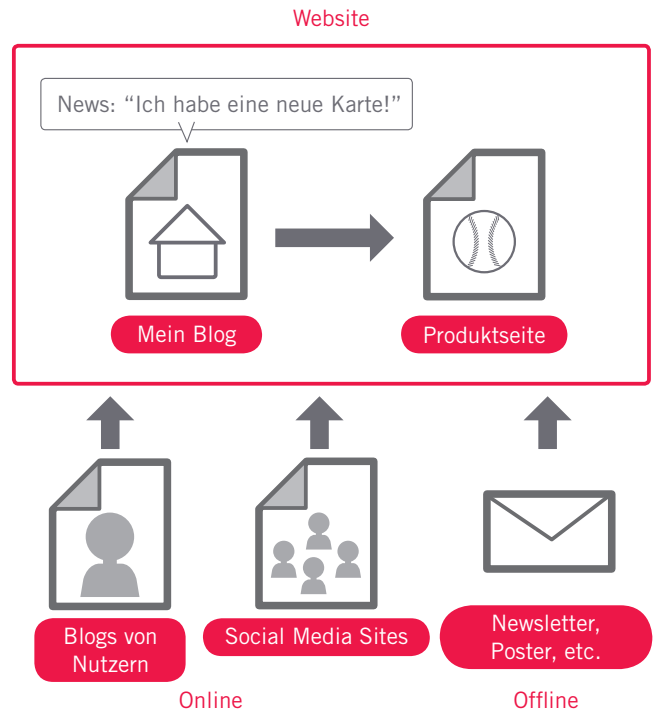 Website
News: “Ich habe eine neue Karte!”
Mein Blog
Produktseite
Blogs von
Nutzern
Social Media Sites
Newsletter,
Poster, etc.
Online
Offline